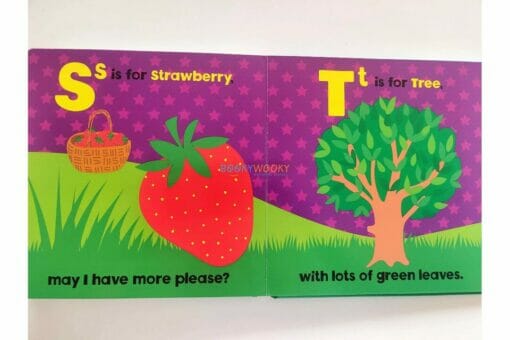 Ss is for Strawberry,
may I have more please?
Tt is for Tree,
with lots of green leaves.
BOOKYWOOKY